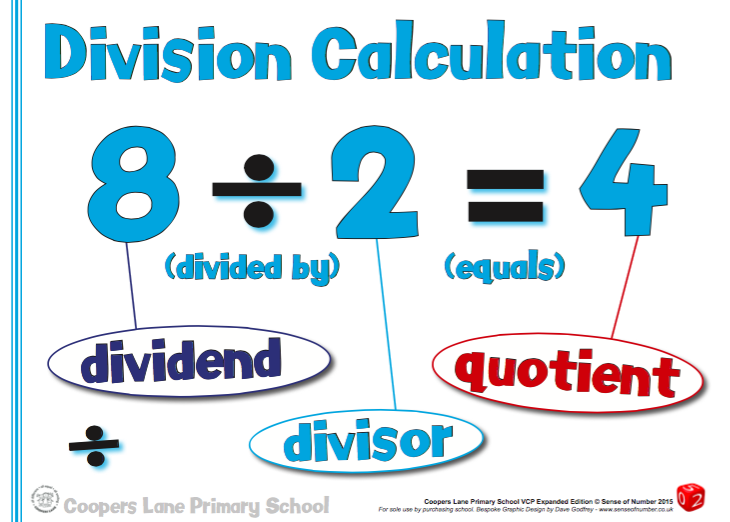 Division Calculation
8 ÷ 2 = 4
(divided by) (equals)
dividend
quotient
divisor
÷
Coopers Lane Primary School
Coopers Lane Primary School VCP Expanded Edition © Sense of Number 2015
For sole use by purchasing school. Bespoke Graphic Design by Dave Godfrey - www.senseofnumber.co.uk